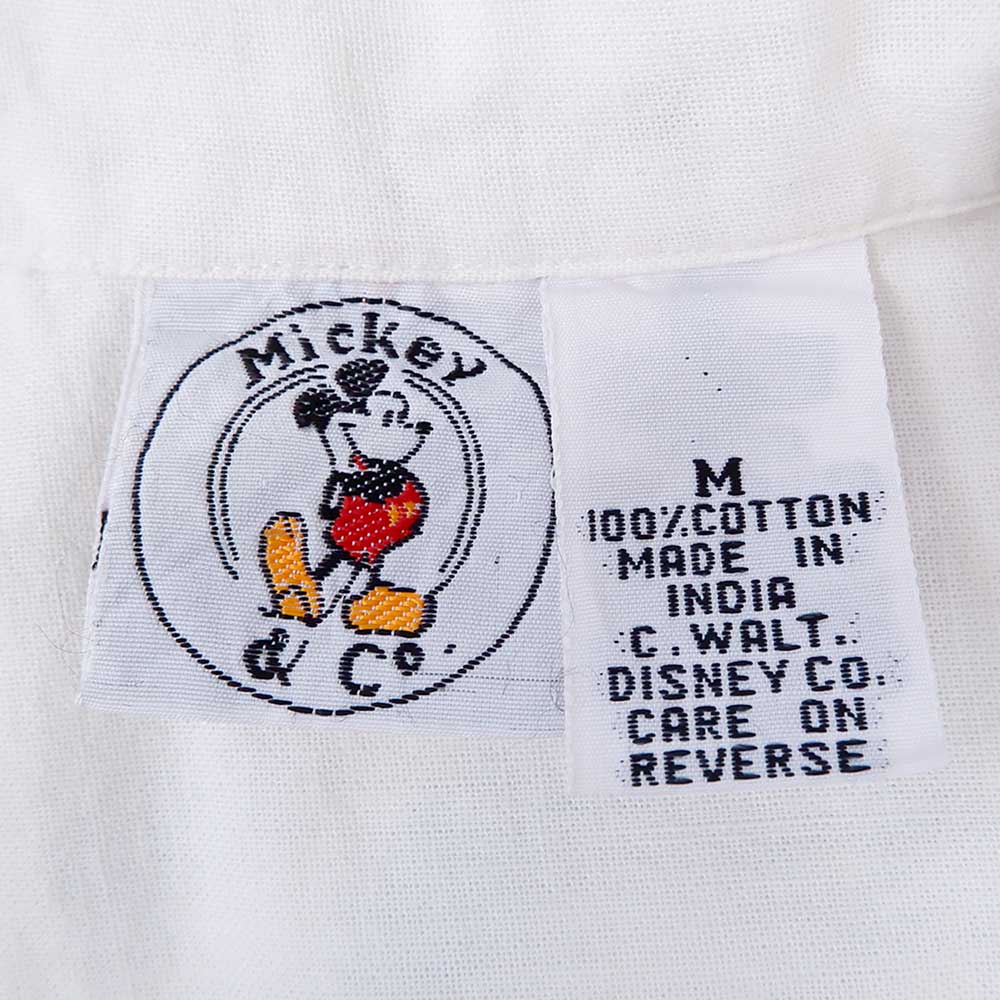 Mickey
& Co.
M
100% COTTON
MADE IN
INDIA
C. WALT.
DISNEY CO.
CARE ON
REVERSE